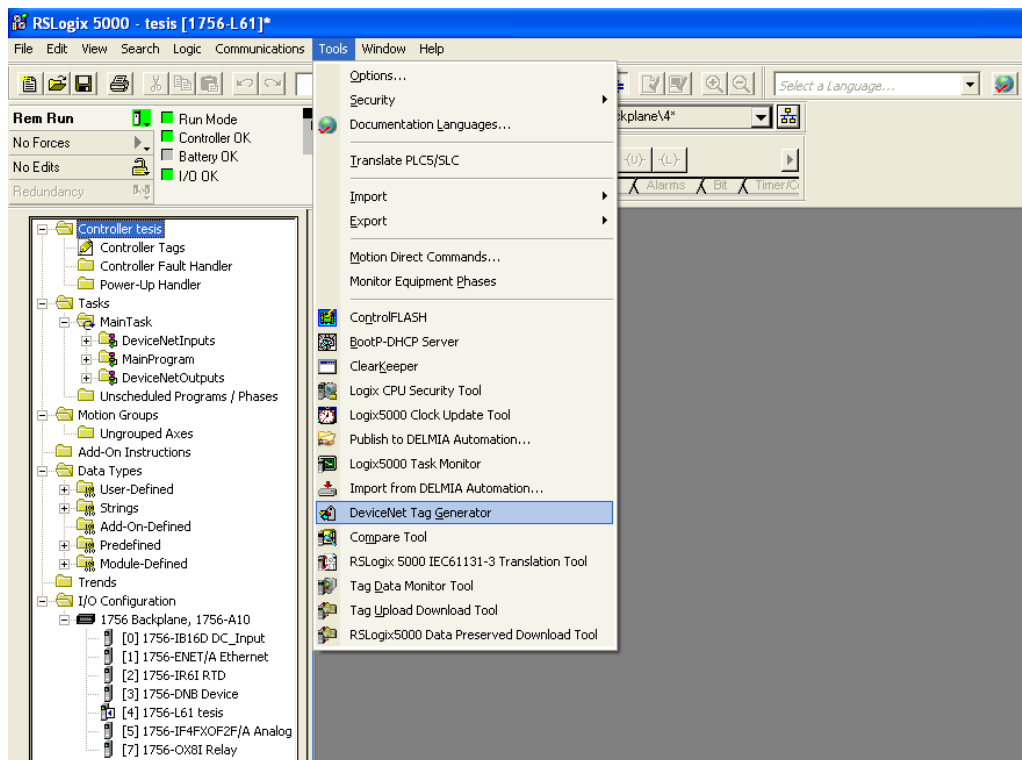 RSLogix 5000 - tesis [1756-L61]*
File Edit View Search Logic Communications Tools Window Help
Select a Language...
Rem Run
Run Mode
No Forces
Controller OK
Battery OK
No Edits
I/O OK
Redundancy
kplane\4*
-(U)- -(L)-
Alarms Bit Timer/C
Options...
Security
Documentation Languages...
Translate PLC5/SLC
Import
Export
Motion Direct Commands...
Monitor Equipment Phases
ControlFLASH
BootP-DHCP Server
ClearKeeper
Logix CPU Security Tool
Logix5000 Clock Update Tool
Publish to DELMIA Automation...
Logix5000 Task Monitor
Import from DELMIA Automation...
DeviceNet Tag Generator
Compare Tool
RSLogix 5000 IEC61131-3 Translation Tool
Tag Data Monitor Tool
Tag Upload Download Tool
RSLogix5000 Data Preserved Download Tool
Controller tesis
Controller Tags
Controller Fault Handler
Power-Up Handler
Tasks
MainTask
DeviceNetInputs
MainProgram
DeviceNetOutputs
Unscheduled Programs / Phases
Motion Groups
Ungrouped Axes
Add-On Instructions
Data Types
User-Defined
Strings
Add-On-Defined
Predefined
Module-Defined
Trends
I/O Configuration
1756 Backplane, 1756-A10
[0] 1756-IB16D DC_Input
[1] 1756-ENET/A Ethernet
[2] 1756-IR6I RTD
[3] 1756-DNB Device
[4] 1756-L61 tesis
[5] 1756-IF4FXOF2F/A Analog
[7] 1756-OX8I Relay